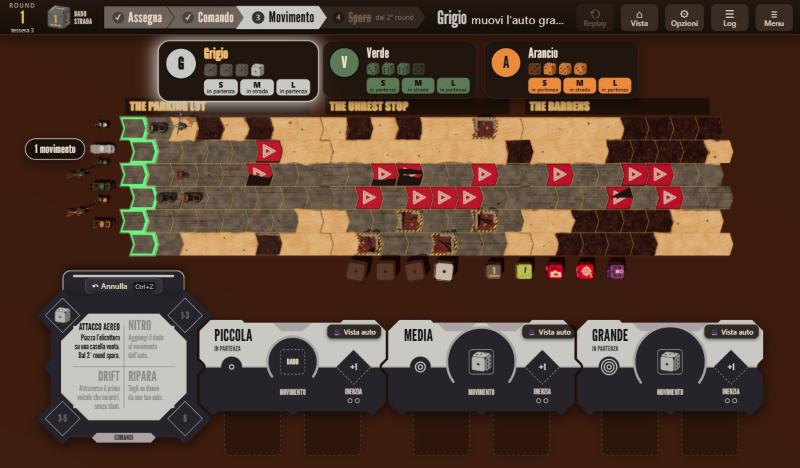 ROUND
1
tessera 3
1
DADO
STRADA
Assegna
Comando
3 Movimento
4 Spara dal 2° round
Grigio muovi l'auto gra...
Replay
Vista
Opzioni
Log
Menu
G
Grigio
S
in partenza
M
in strada
L
in partenza
V
Verde
S
in partenza
M
in strada
L
in partenza
A
Arancio
S
in partenza
M
in strada
L
in partenza
THE PARKING LOT
THE UNREST STOP
THE BARRENS
1 movimento
1
!
Annulla Ctrl+Z
1-3
ATTACCO AEREO
Piazza l'elicottero
su una casella vuota.
Dal 2° round spara.
NITRO
Aggiungi il dado
al movimento
dell'auto.
DRIFT
Attraversa il primo
veicolo che incontri,
senza slam.
RIPARA
Togli un danno
da una tua auto.
3-5
6
COMANDI
PICCOLA
IN PARTENZA
Vista auto
DADO
+1
MOVIMENTO
INERZIA
MEDIA
IN PARTENZA
Vista auto
+1
MOVIMENTO
INERZIA
GRANDE
IN PARTENZA
Vista auto
+1
MOVIMENTO
INERZIA